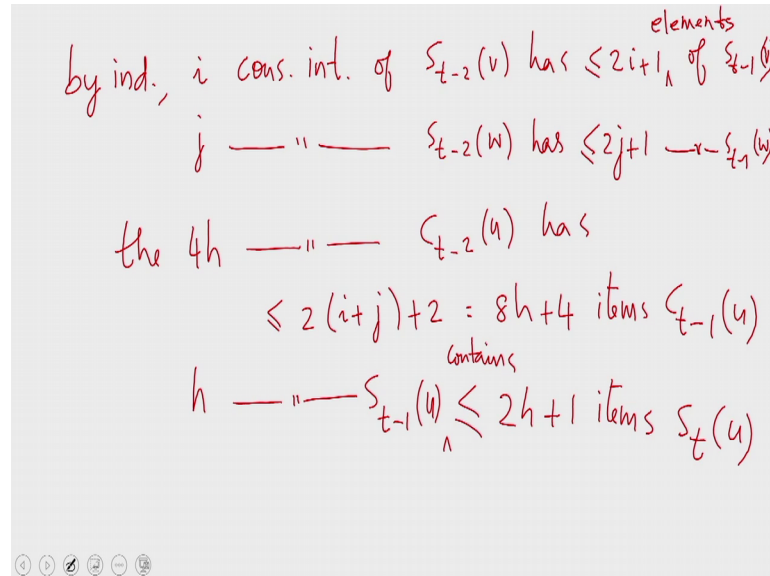 elements
by ind., i cons. int. of S_{t-2}(v) has ≤ 2i+1 ∧ of S_{t-1}(v
j —— " —— S_{t-2}(w) has ≤ 2j+1 —"— S_{t-1}(w)
the 4h —— " —— C_{t-2}(u) has
≤ 2(i+j)+2 = 8h+4 items C_{t-1}(u)
contains
h —— " —— S_{t-1}(u) ∧ ≤ 2h+1 items S_t(u)